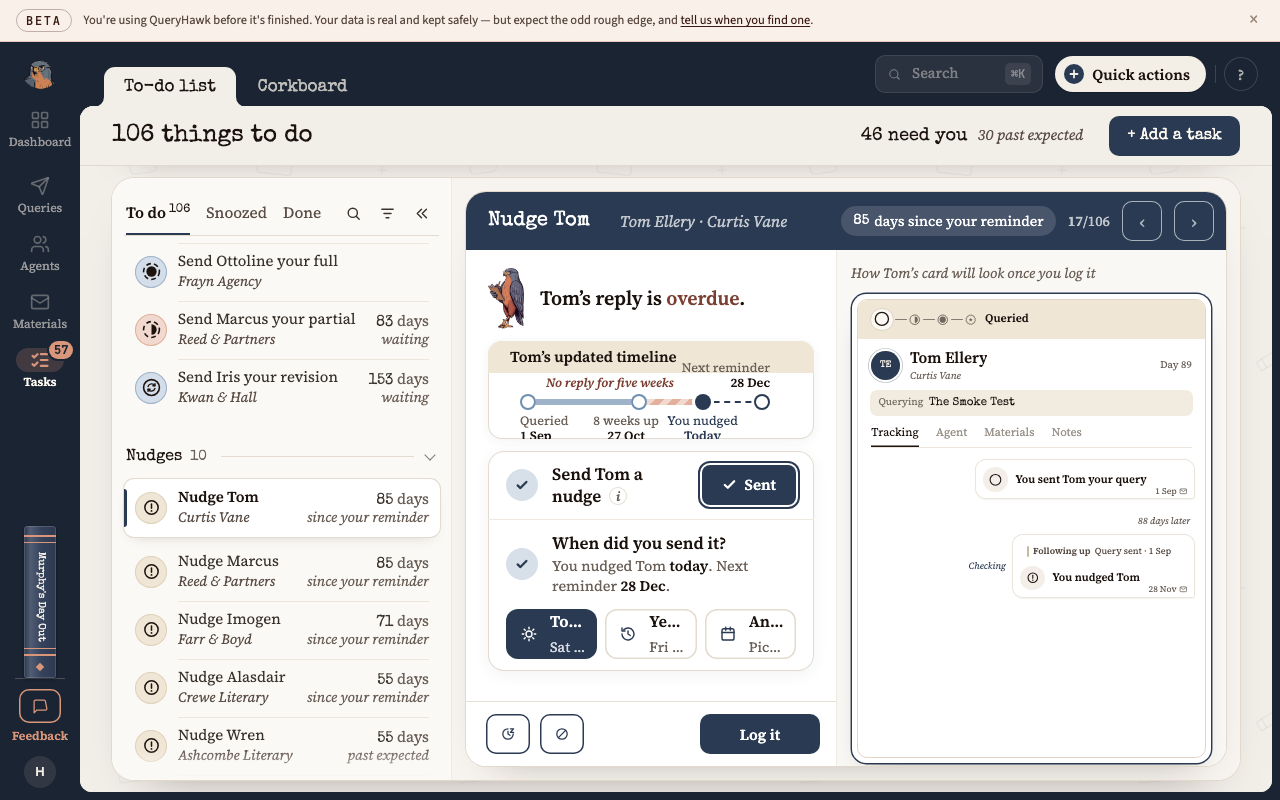 BETA
You're using QueryHawk before it's finished. Your data is real and kept safely — but expect the odd rough edge, and tell us when you find one.
×
To-do list
Corkboard
Search
⌘K
+ Quick actions
?
Dashboard
Queries
Agents
Materials
57
Tasks
Murphy's Day Out
Feedback
H
106 things to do
46 need you
30 past expected
+ Add a task
To do 106
Snoozed
Done
Send Ottoline your full
Frayn Agency
Send Marcus your partial
83 days
Reed & Partners
waiting
Send Iris your revision
153 days
Kwan & Hall
waiting
Nudges 10
Nudge Tom
85 days
Curtis Vane
since your reminder
Nudge Marcus
85 days
Reed & Partners
since your reminder
Nudge Imogen
71 days
Farr & Boyd
since your reminder
Nudge Alasdair
55 days
Crewe Literary
since your reminder
Nudge Wren
55 days
Ashcombe Literary
past expected
Nudge Tom
Tom Ellery · Curtis Vane
85 days since your reminder
17/106
‹
›
Tom's reply is overdue.
Tom's updated timeline
Next reminder
No reply for five weeks
28 Dec
Queried
8 weeks up
You nudged
1 Sep
27 Oct
Today
Send Tom a nudge i
Sent
When did you send it?
You nudged Tom today. Next
reminder 28 Dec.
To...
Sat ...
Ye...
Fri ...
An...
Pic...
Log it
How Tom's card will look once you log it
Queried
TE
Tom Ellery
Curtis Vane
Day 89
Querying The Smoke Test
Tracking
Agent
Materials
Notes
You sent Tom your query
1 Sep
88 days later
Checking
Following up Query sent · 1 Sep
You nudged Tom
28 Nov